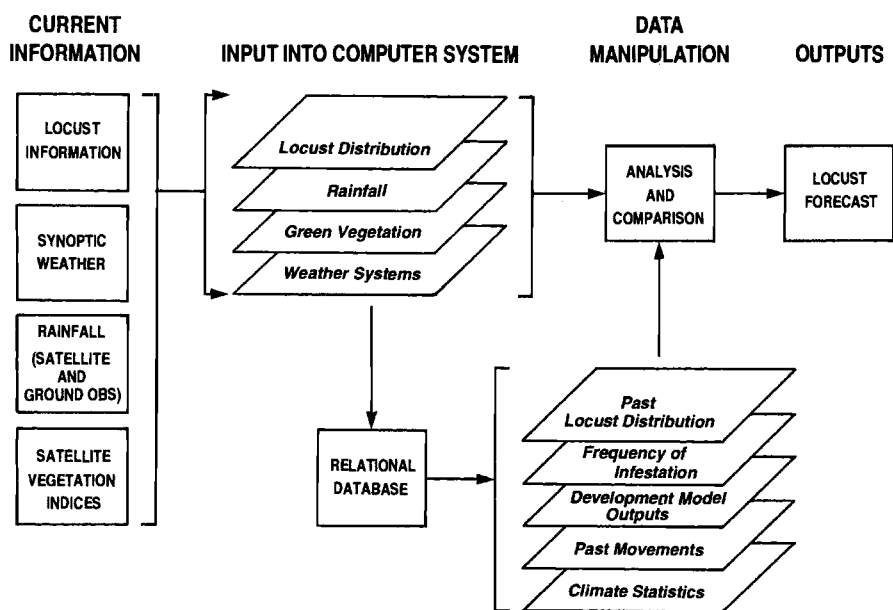 CURRENT
INFORMATION
INPUT INTO COMPUTER SYSTEM
DATA
MANIPULATION
OUTPUTS
LOCUST
INFORMATION
SYNOPTIC
WEATHER
RAINFALL
(SATELLITE
AND
GROUND OBS)
SATELLITE
VEGETATION
INDICES
Locust Distribution
Rainfall
Green Vegetation
Weather Systems
RELATIONAL
DATABASE
ANALYSIS
AND
COMPARISON
LOCUST
FORECAST
Past
Locust Distribution
Frequency of
Infestation
Development Model
Outputs
Past Movements
Climate Statistics